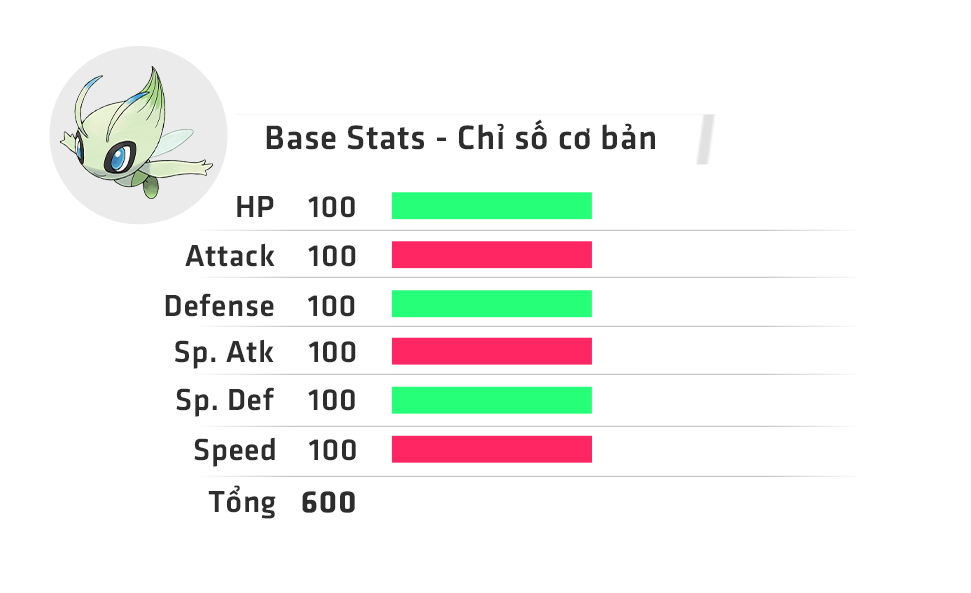 Base Stats - Chỉ số cơ bản
HP 100
Attack 100
Defense 100
Sp. Atk 100
Sp. Def 100
Speed 100
Tổng 600